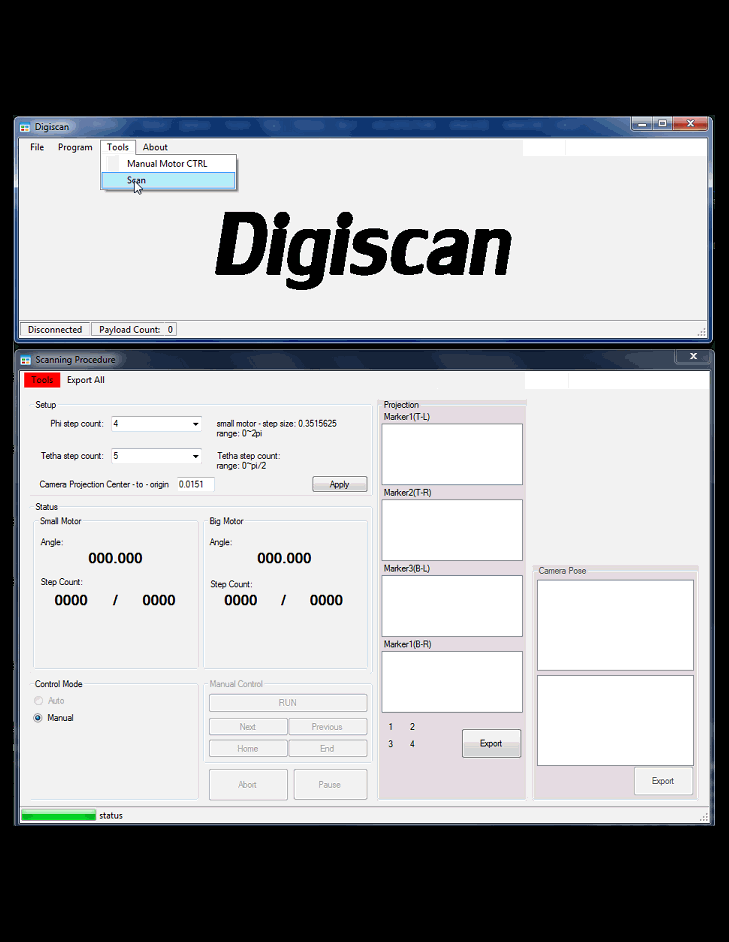 Digiscan
File Program Tools About
Manual Motor CTRL
Scan
Digiscan
Disconnected Payload Count: 0
Scanning Procedure
Tools Export All
Setup
Phi step count: 4 small motor - step size: 0.3515625
range: 0~2pi
Tetha step count: 5 Tetha step count:
range: 0~pi/2
Camera Projection Center - to - origin 0.0151 Apply
Status
Small Motor
Angle:
000.000
Step Count:
0000 / 0000
Big Motor
Angle:
000.000
Step Count:
0000 / 0000
Control Mode
Auto
Manual
Manual Control
RUN
Next Previous
Home End
Abort Pause
Projection
Marker1(T-L)
Marker2(T-R)
Marker3(B-L)
Marker1(B-R)
1 2
3 4
Export
Camera Pose
Export
status